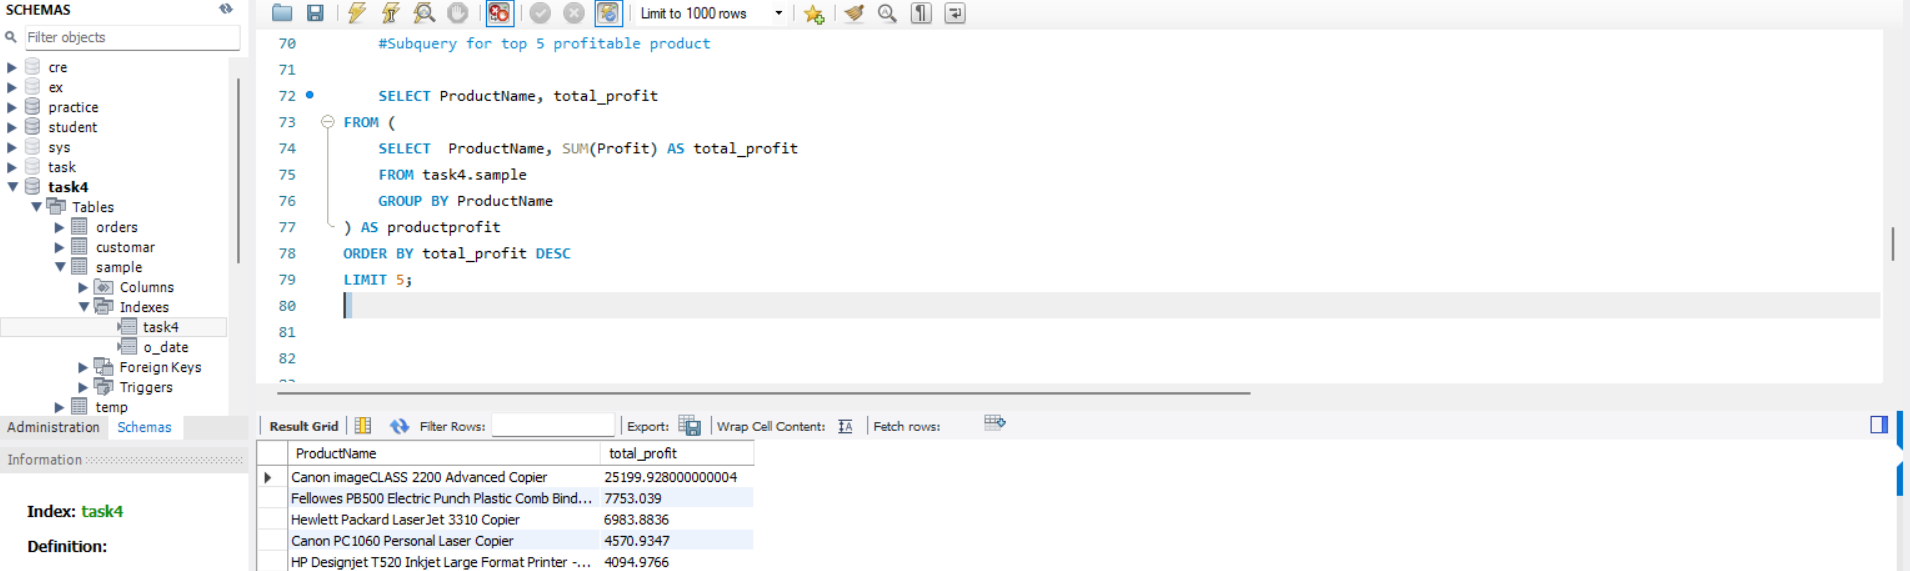 SCHEMAS
Filter objects
cre
ex
practice
student
sys
task
task4
Tables
orders
customar
sample
Columns
Indexes
task4
o_date
Foreign Keys
Triggers
temp
Administration Schemas
Information
Index: task4
Definition:
Limit to 1000 rows
70 #Subquery for top 5 profitable product
71
72 SELECT ProductName, total_profit
73 FROM (
74 SELECT  ProductName, SUM(Profit) AS total_profit
75 FROM task4.sample
76 GROUP BY ProductName
77 ) AS productprofit
78 ORDER BY total_profit DESC
79 LIMIT 5;
80
81
82
Result Grid Filter Rows: Export: Wrap Cell Content: Fetch rows:
ProductName total_profit
Canon imageCLASS 2200 Advanced Copier 25199.928000000004
Fellowes PB500 Electric Punch Plastic Comb Bind... 7753.039
Hewlett Packard LaserJet 3310 Copier 6983.8836
Canon PC1060 Personal Laser Copier 4570.9347
HP Designjet T520 Inkjet Large Format Printer -... 4094.9766